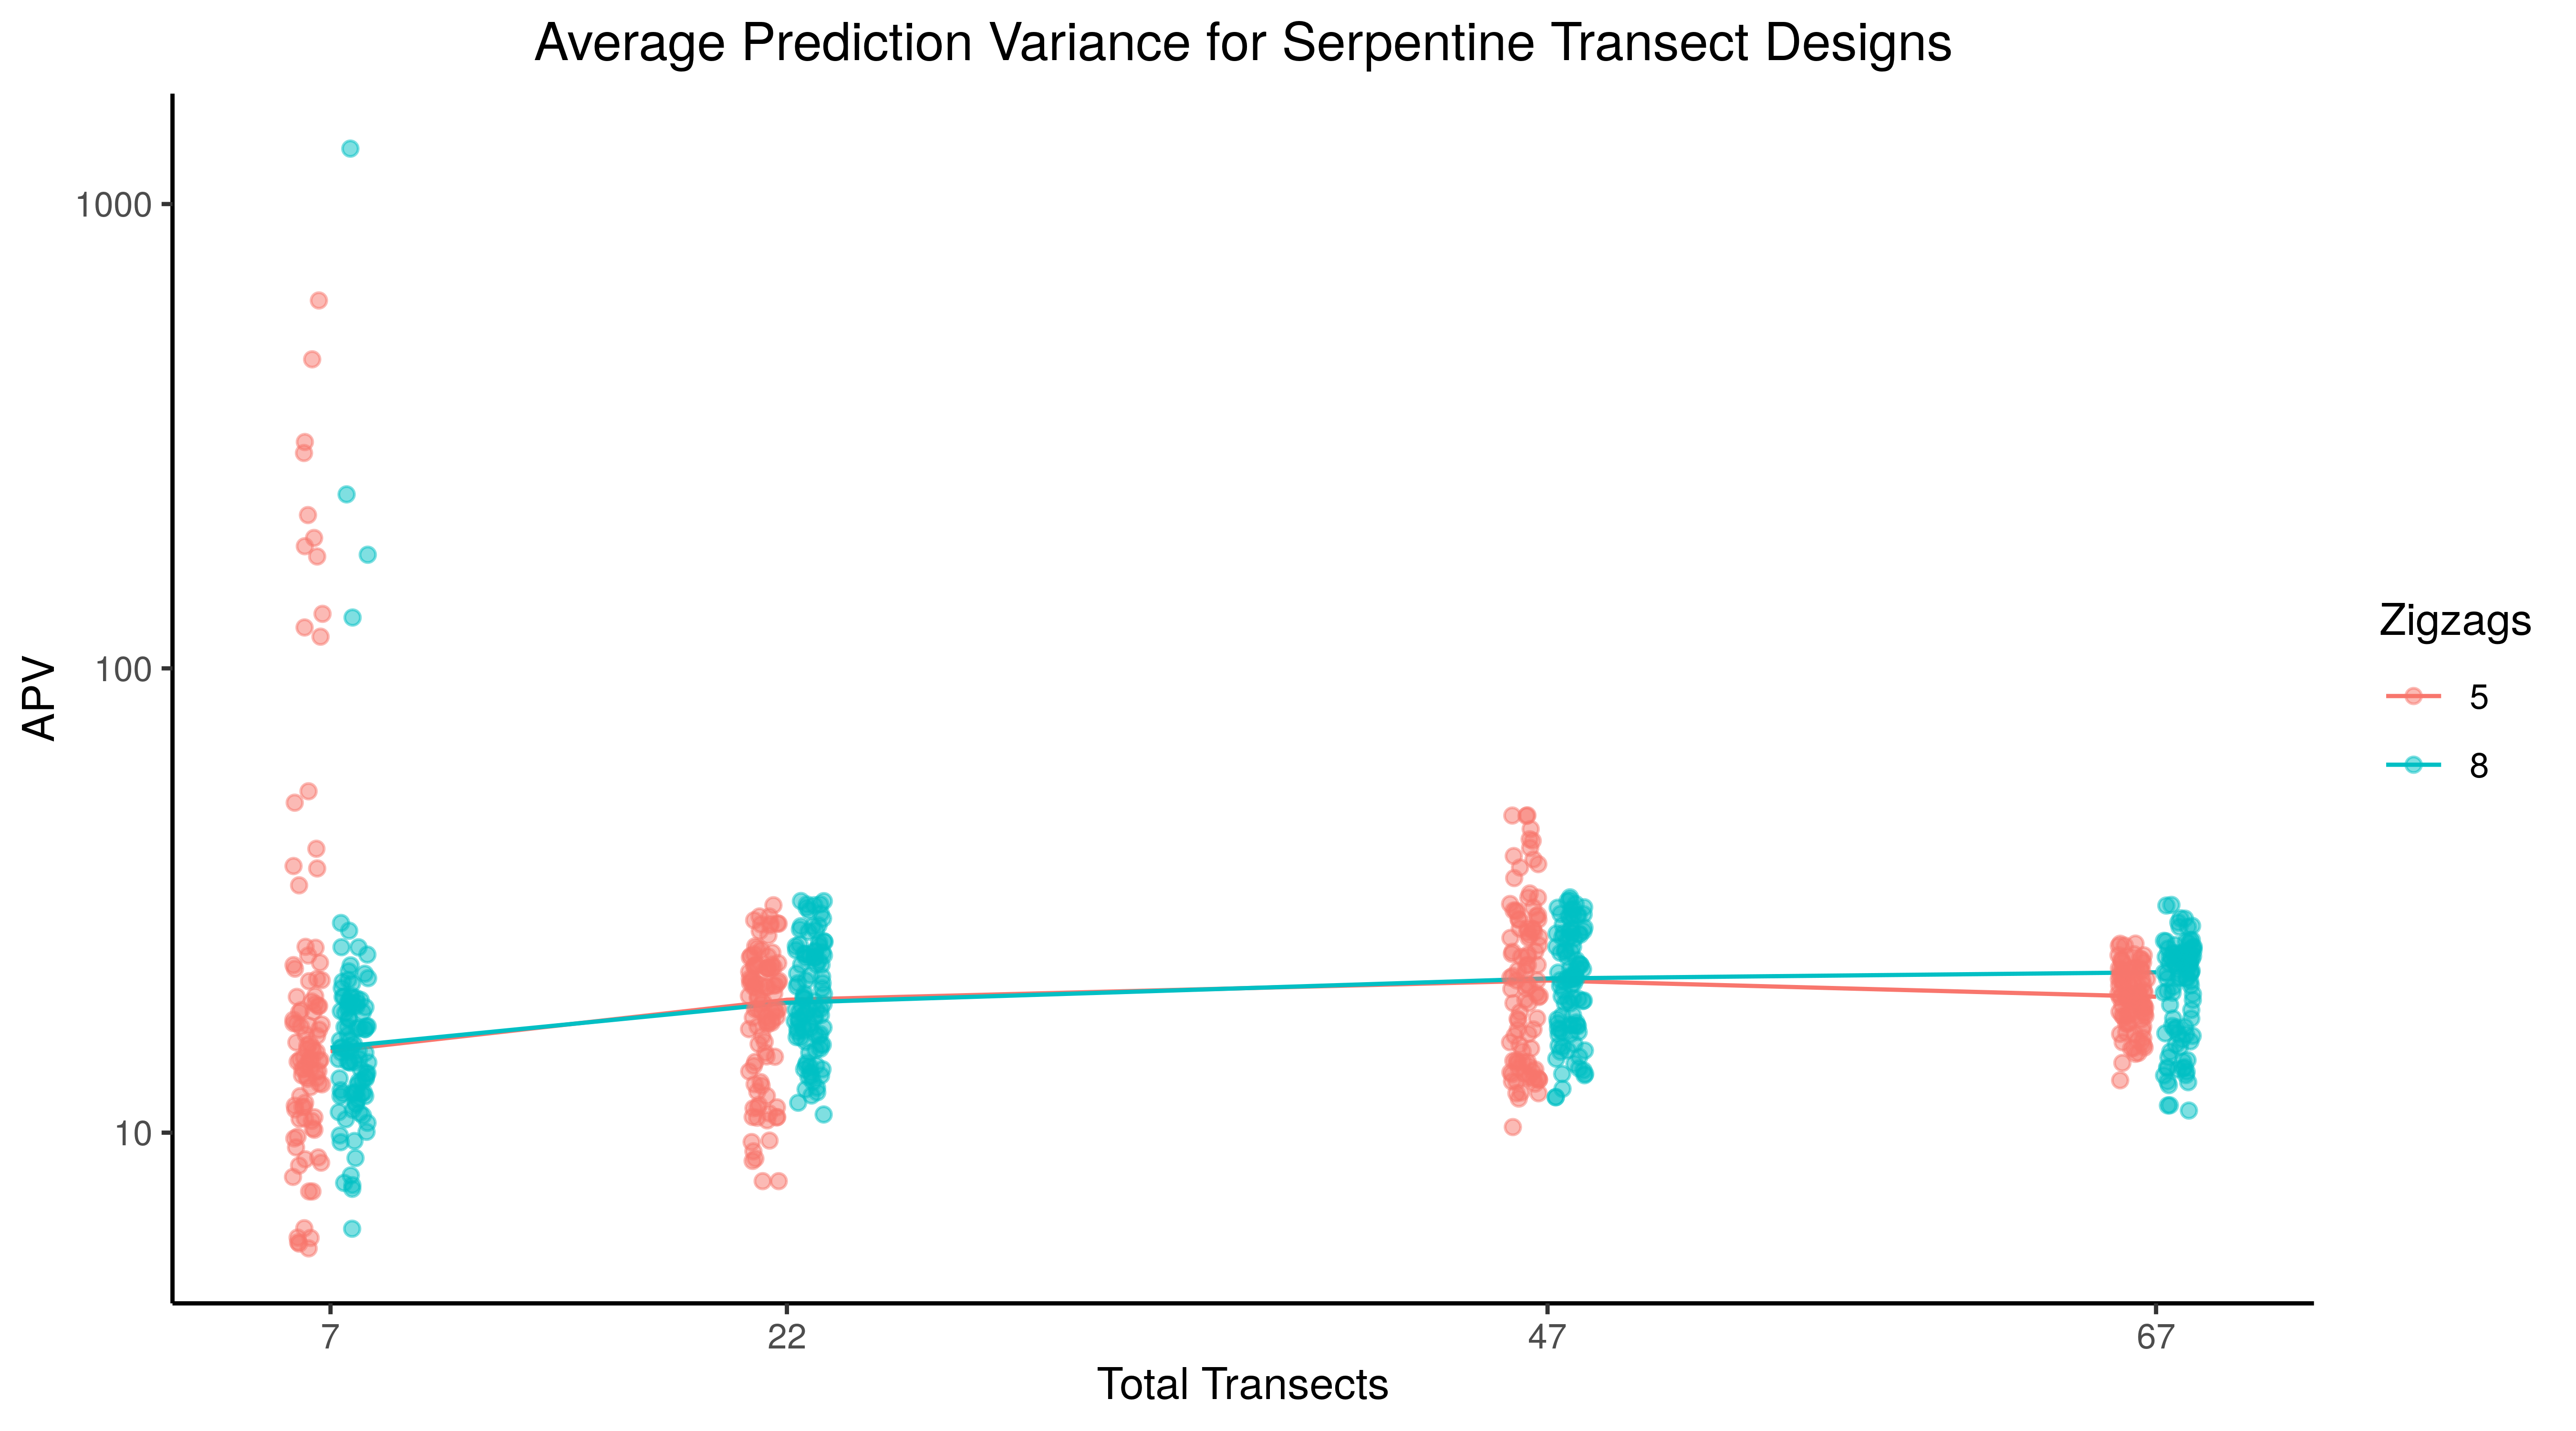 Average Prediction Variance for Serpentine Transect Designs
1000
100
10
APV
7 22 47 67
Total Transects
Zigzags
5
8